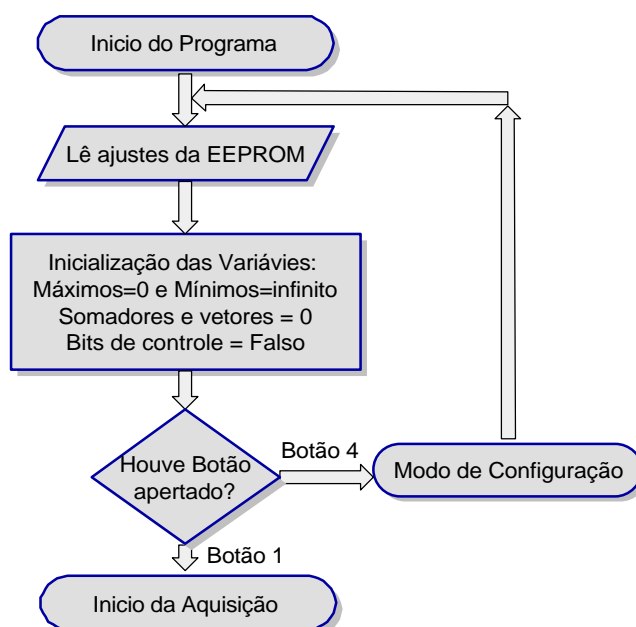 Inicio do Programa
Lê ajustes da EEPROM
Inicialização das Variávies:
Máximos=0 e Mínimos=infinito
Somadores e vetores = 0
Bits de controle = Falso
Houve Botão
apertado?
Botão 4
Modo de Configuração
Botão 1
Inicio da Aquisição